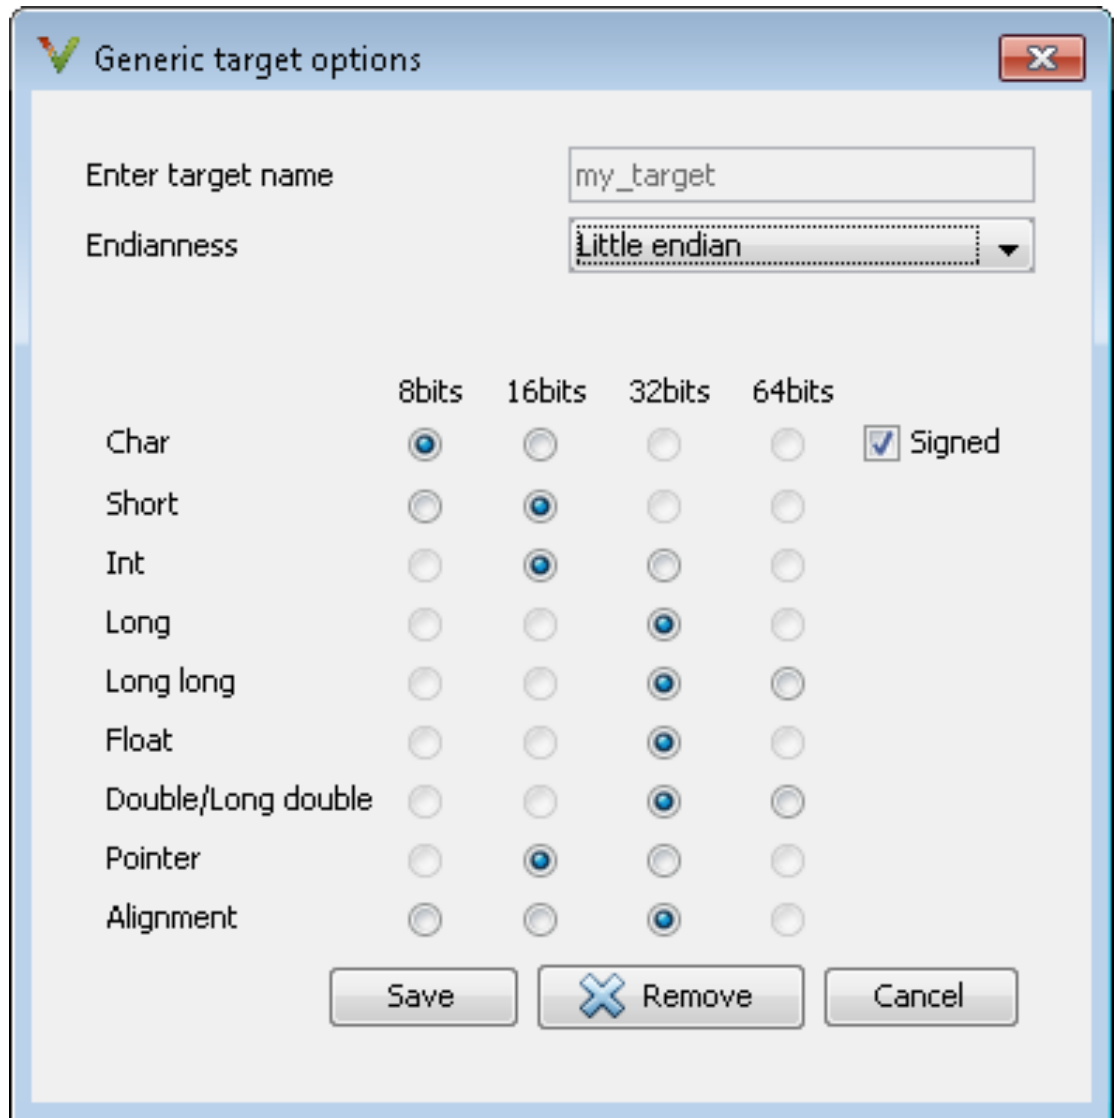 Generic target options
Enter target name my_target
Endianness Little endian
8bits 16bits 32bits 64bits
Char Signed
Short
Int
Long
Long long
Float
Double/Long double
Pointer
Alignment
Save Remove Cancel